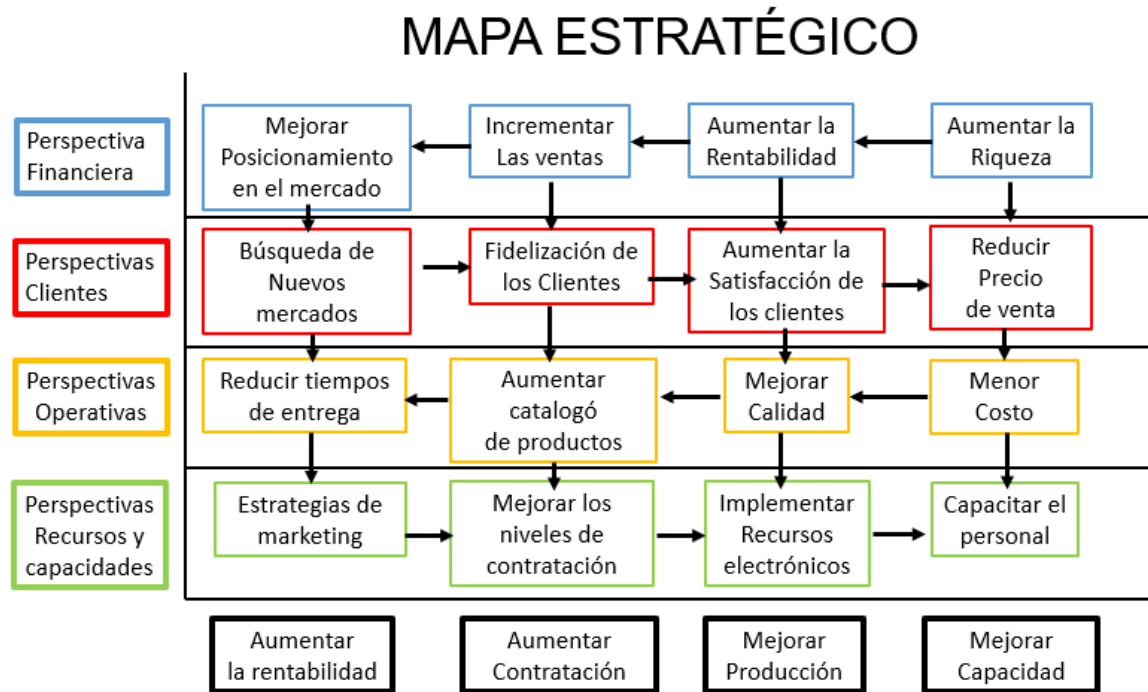 MAPA ESTRATÉGICO
Perspectiva
Financiera
Mejorar
Posicionamiento
en el mercado
Incrementar
Las ventas
Aumentar la
Rentabilidad
Aumentar la
Riqueza
Perspectivas
Clientes
Búsqueda de
Nuevos
mercados
Fidelización de
los Clientes
Aumentar la
Satisfacción de
los clientes
Reducir
Precio
de venta
Perspectivas
Operativas
Reducir tiempos
de entrega
Aumentar
catalogó
de productos
Mejorar
Calidad
Menor
Costo
Perspectivas
Recursos y
capacidades
Estrategias de
marketing
Mejorar los
niveles de
contratación
Implementar
Recursos
electrónicos
Capacitar el
personal
Aumentar
la rentabilidad
Aumentar
Contratación
Mejorar
Producción
Mejorar
Capacidad